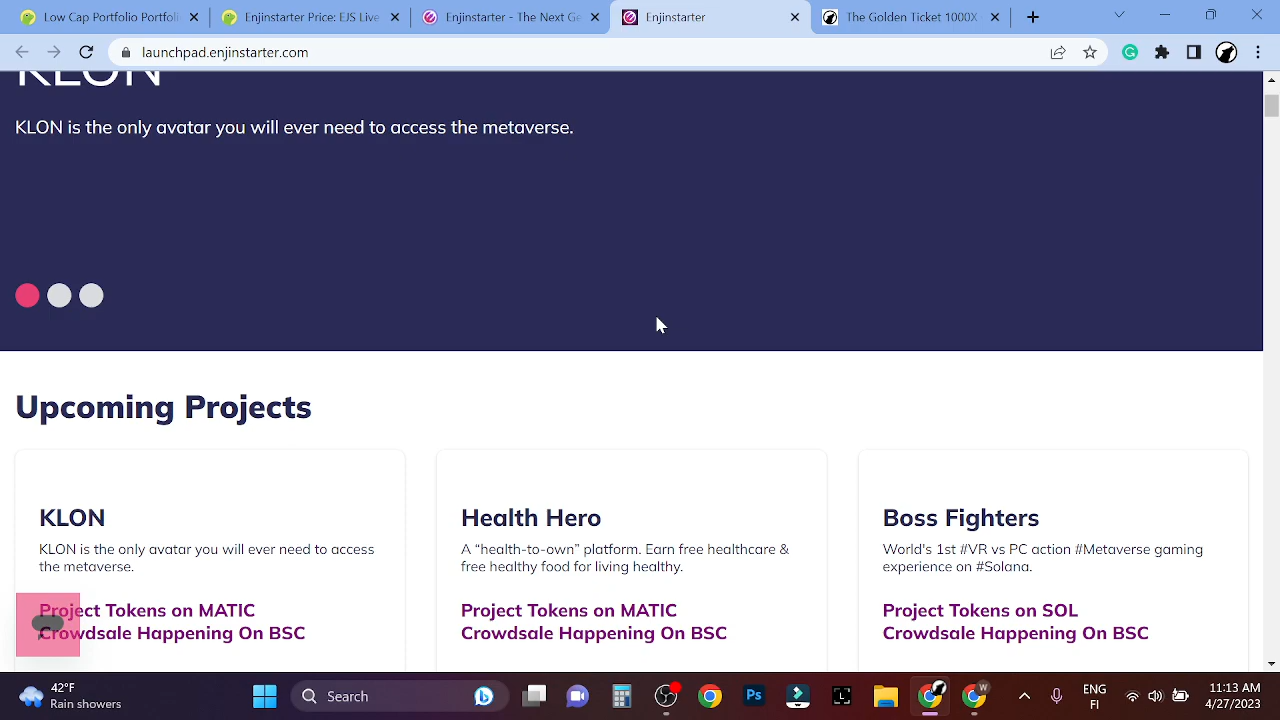 Low Cap Portfolio Portfoli
Enjinstarter Price: EJS Live
Enjinstarter - The Next Ge
Enjinstarter
The Golden Ticket 1000X
launchpad.enjinstarter.com
KLON
KLON is the only avatar you will ever need to access the metaverse.
Upcoming Projects
KLON
KLON is the only avatar you will ever need to access
the metaverse.
Project Tokens on MATIC
Crowdsale Happening On BSC
Health Hero
A “health-to-own” platform. Earn free healthcare &
free healthy food for living healthy.
Project Tokens on MATIC
Crowdsale Happening On BSC
Boss Fighters
World's 1st #VR vs PC action #Metaverse gaming
experience on #Solana.
Project Tokens on SOL
Crowdsale Happening On BSC
42°F
Rain showers
Search
Ps
L
W
ENG
FI
11:13 AM
4/27/2023